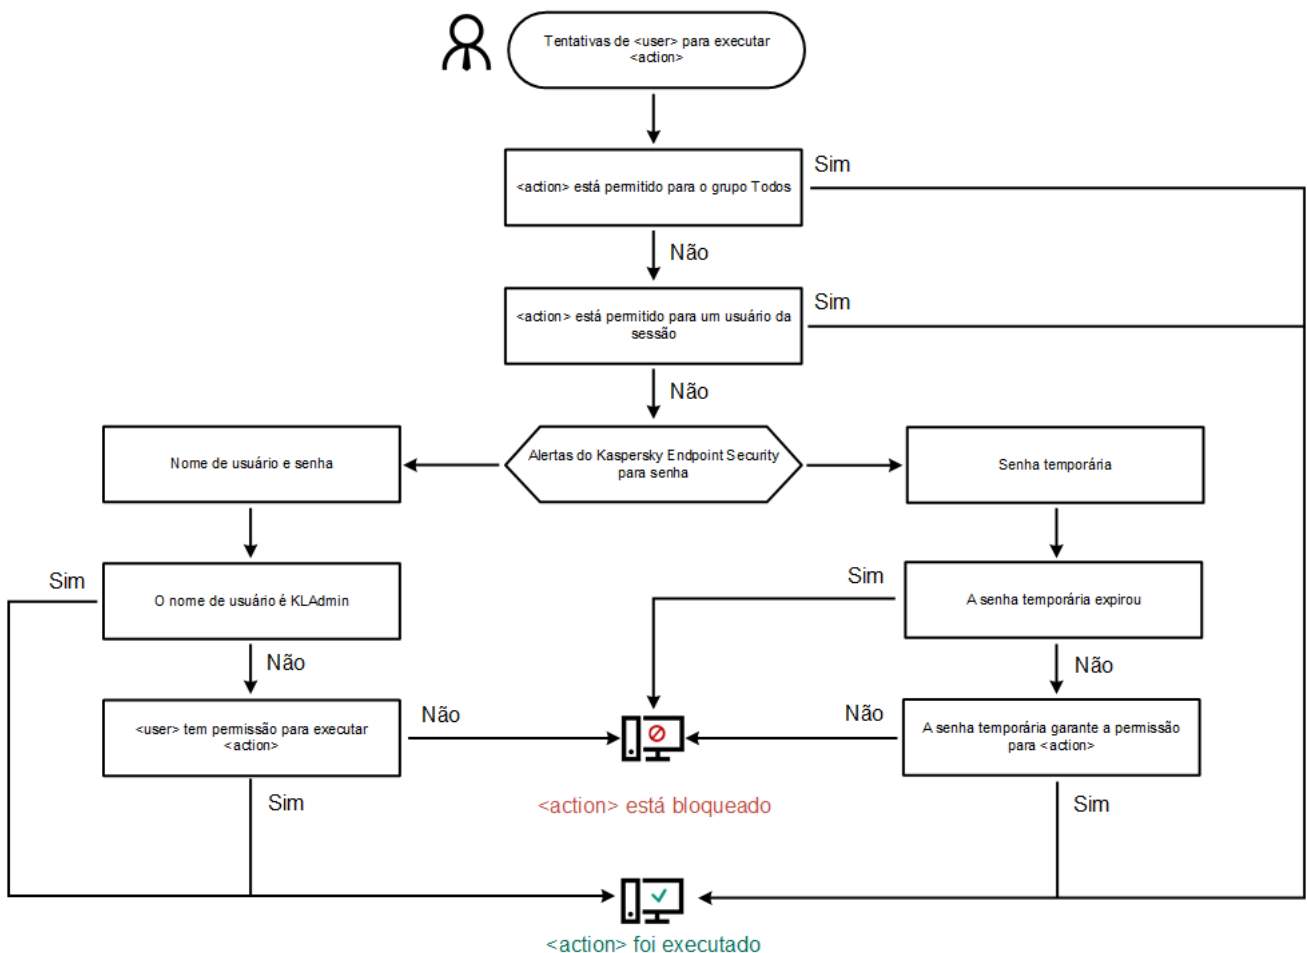 Tentativas de <user> para executar
<action>
Sim
<action> está permitido para o grupo Todos
Não
Sim
<action> está permitido para um usuário da
sessão
Não
Nome de usuário e senha
Alertas do Kaspersky Endpoint Security
para senha
Senha temporária
Sim
O nome de usuário é KLAdmin
Sim
A senha temporária expirou
Não
Não
<user> tem permissão para executar
<action>
Não
Não
A senha temporária garante a permissão
para <action>
Sim
<action> está bloqueado
Sim
<action> foi executado